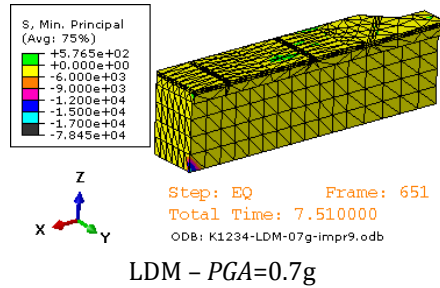 S, Min. Principal
(Avg: 75%)
+5.765e+02
+0.000e+00
-6.000e+03
-9.000e+03
-1.200e+04
-1.500e+04
-1.700e+04
-7.845e+04
Z
X
Y
Step: EQ Frame: 651
Total Time: 7.510000
ODB: K1234-LDM-07g-impr9.odb
LDM – PGA=0.7g